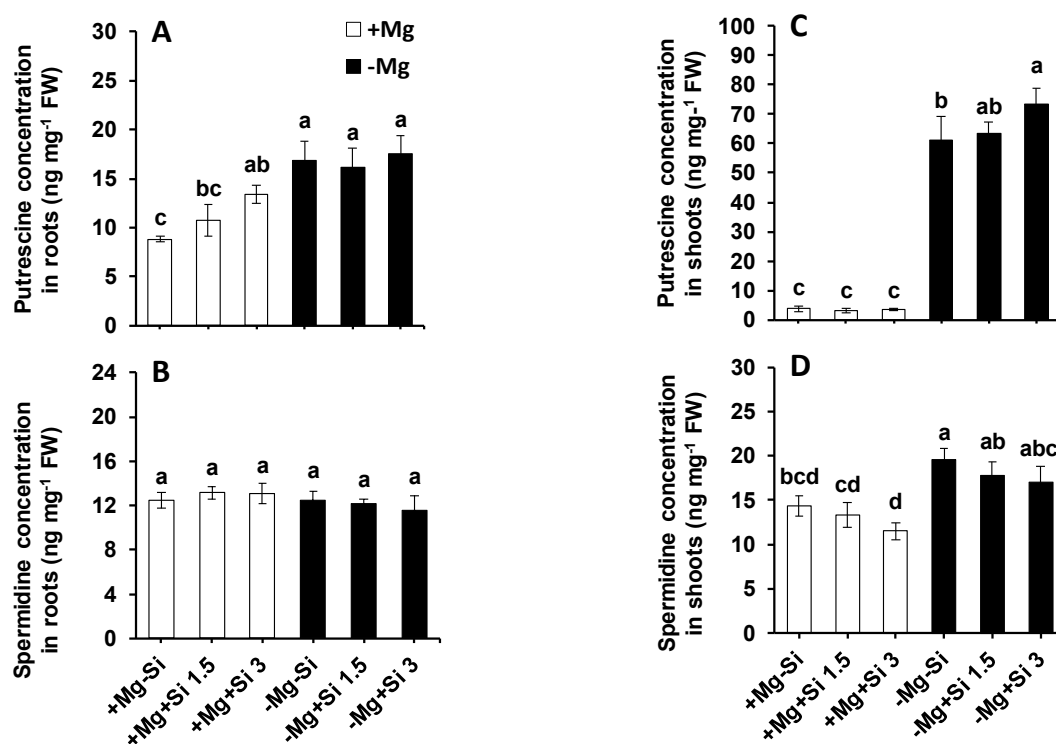 A
+Mg
-Mg
Putrescine concentration
in roots (ng mg⁻¹ FW)
30
25
20
15
10
5
0
c
bc
ab
a
a
a
C
Putrescine concentration
in shoots (ng mg-¹ FW)
100
90
80
70
60
50
40
30
20
10
0
c
c
c
b
ab
a
B
Spermidine concentration
in roots (ng mg⁻¹ FW)
24
20
16
12
8
4
0
a
a
a
a
a
a
+Mg-Si
+Mg+Si 1.5
+Mg+Si 3
-Mg-Si
-Mg+Si 1.5
-Mg+Si 3
D
Spermidine concentration
in shoots (ng mg⁻¹ FW)
30
25
20
15
10
5
0
bcd
cd
d
a
ab
abc
+Mg-Si
+Mg+Si 1.5
+Mg+Si 3
-Mg-Si
-Mg+Si 1.5
-Mg+Si 3